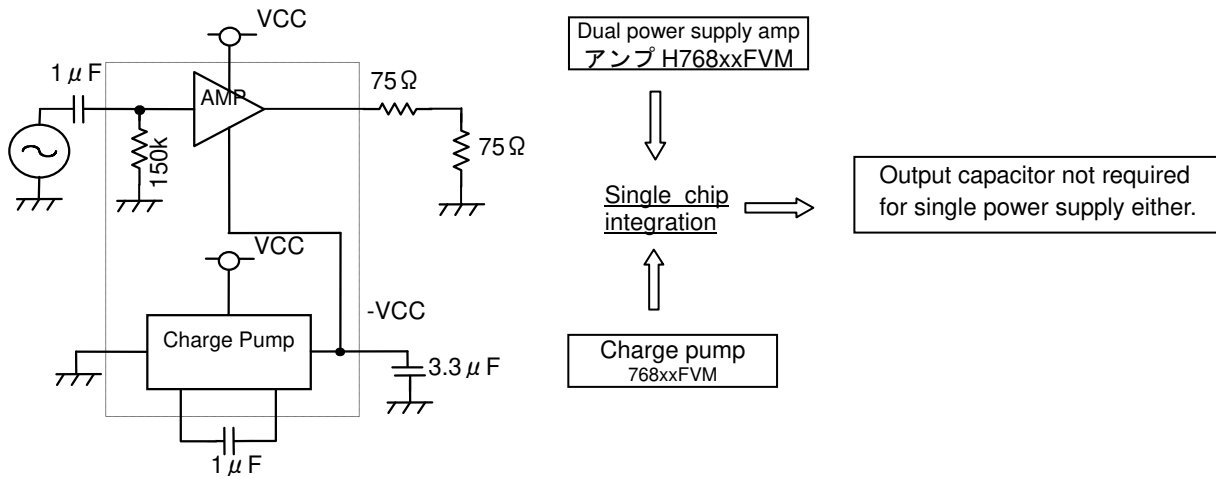 VCC
1μF
AMP
150k
75Ω
75Ω
VCC
-VCC
Charge Pump
3.3μF
1μF
Dual power supply amp
アンプ H768xxFVM
Single chip
integration
Charge pump
768xxFVM
Output capacitor not required
for single power supply either.